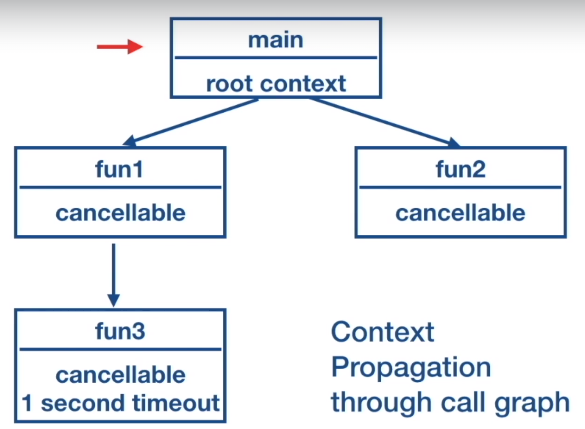 main
root context
fun1
cancellable
fun2
cancellable
fun3
cancellable
1 second timeout
Context
Propagation
through call graph